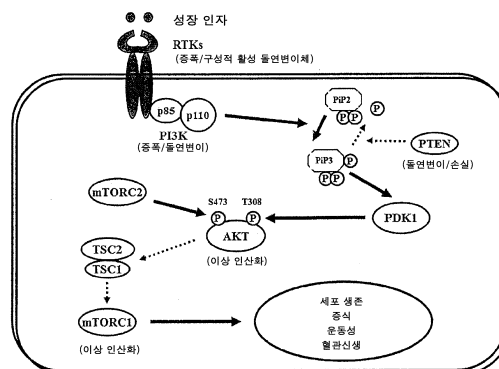 성장 인자
RTKs
(증폭/구성적 활성 돌연변이체)
p85
p110
PI3K
(증폭/돌연변이)
PiP2
P
P
P
PiP3
P
P
P
PTEN
(돌연변이/손실)
mTORC2
S473
T308
P
P
AKT
(이상 인산화)
PDK1
TSC2
TSC1
mTORC1
(이상 인산화)
세포 생존
증식
운동성
혈관신생